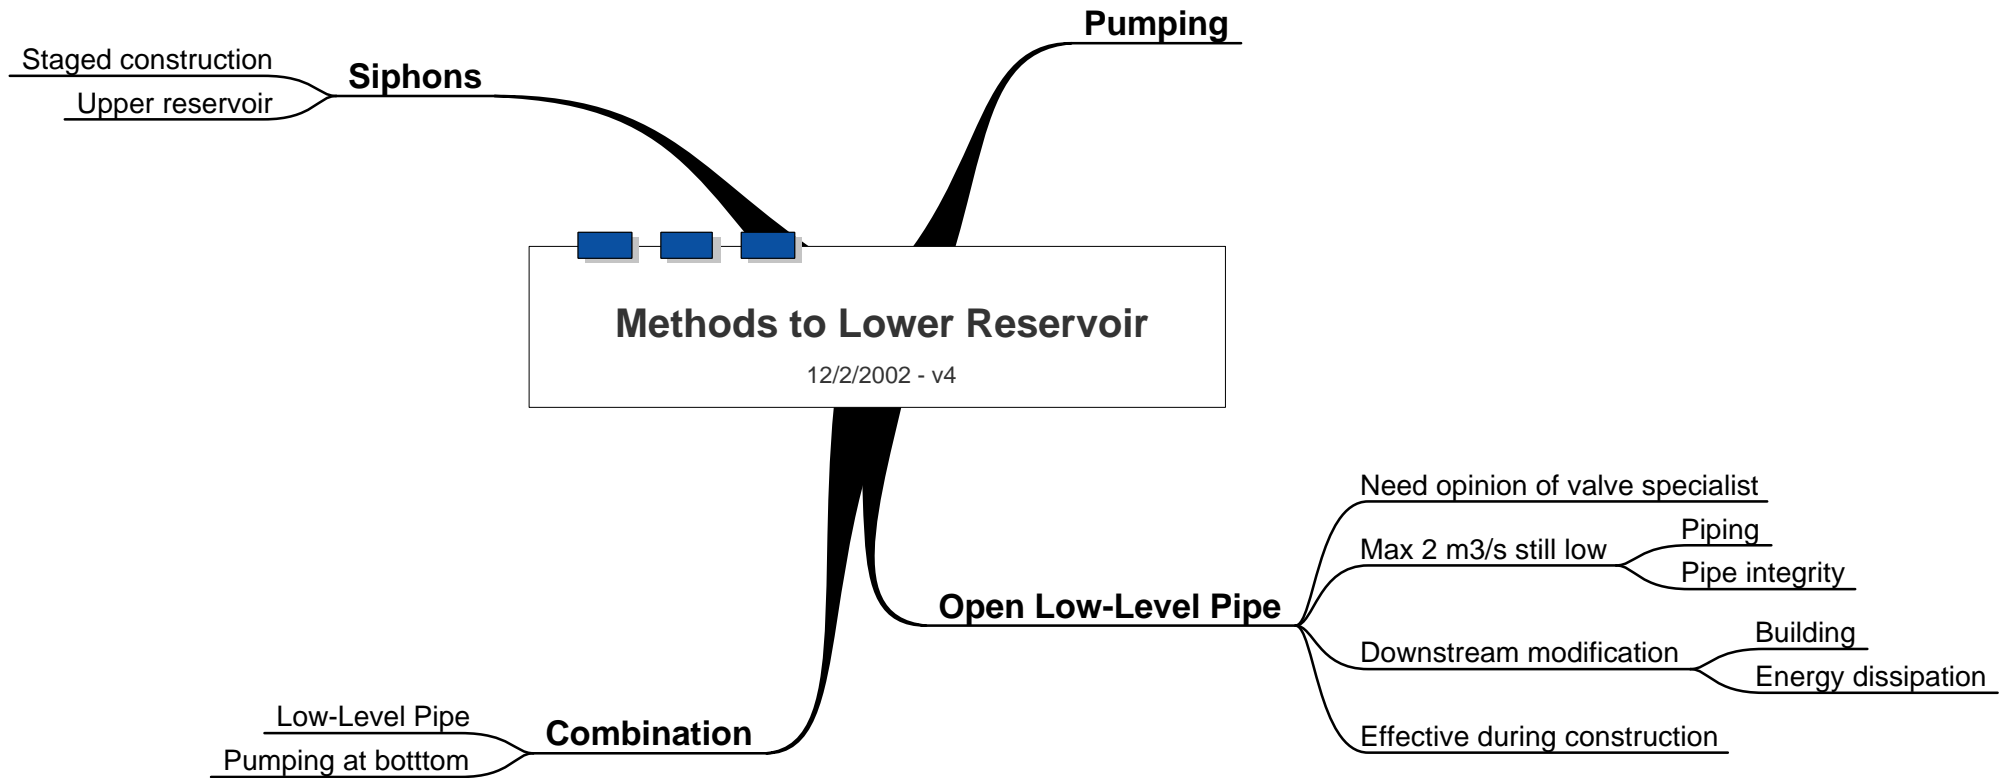 Pumping
Staged construction
Siphons
Upper reservoir
Methods to Lower Reservoir
12/2/2002 - v4
Need opinion of valve specialist
Piping
Max 2 m3/s still low
Pipe integrity
Open Low-Level Pipe
Building
Downstream modification
Energy dissipation
Effective during construction
Low-Level Pipe
Combination
Pumping at botttom